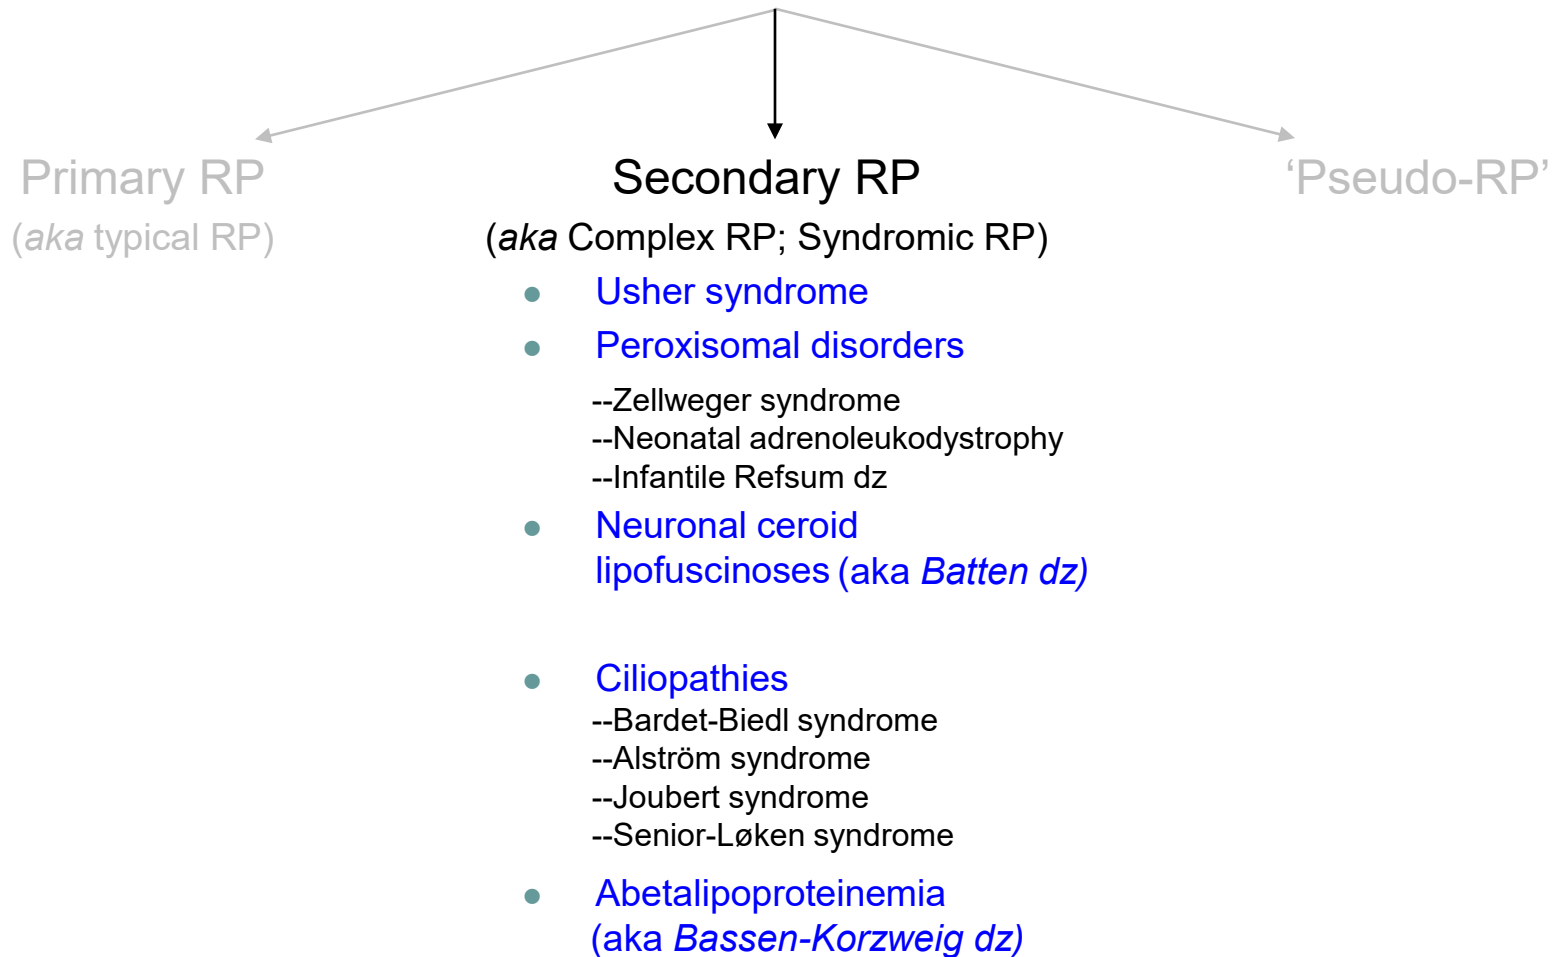 Primary RP
(aka typical RP)
Secondary RP
(aka Complex RP; Syndromic RP)
‘Pseudo-RP’
● Usher syndrome
● Peroxisomal disorders
--Zellweger syndrome
--Neonatal adrenoleukodystrophy
--Infantile Refsum dz
● Neuronal ceroid
lipofuscinoses (aka Batten dz)
● Ciliopathies
--Bardet-Biedl syndrome
--Alström syndrome
--Joubert syndrome
--Senior-Løken syndrome
● Abetalipoproteinemia
(aka Bassen-Korzweig dz)